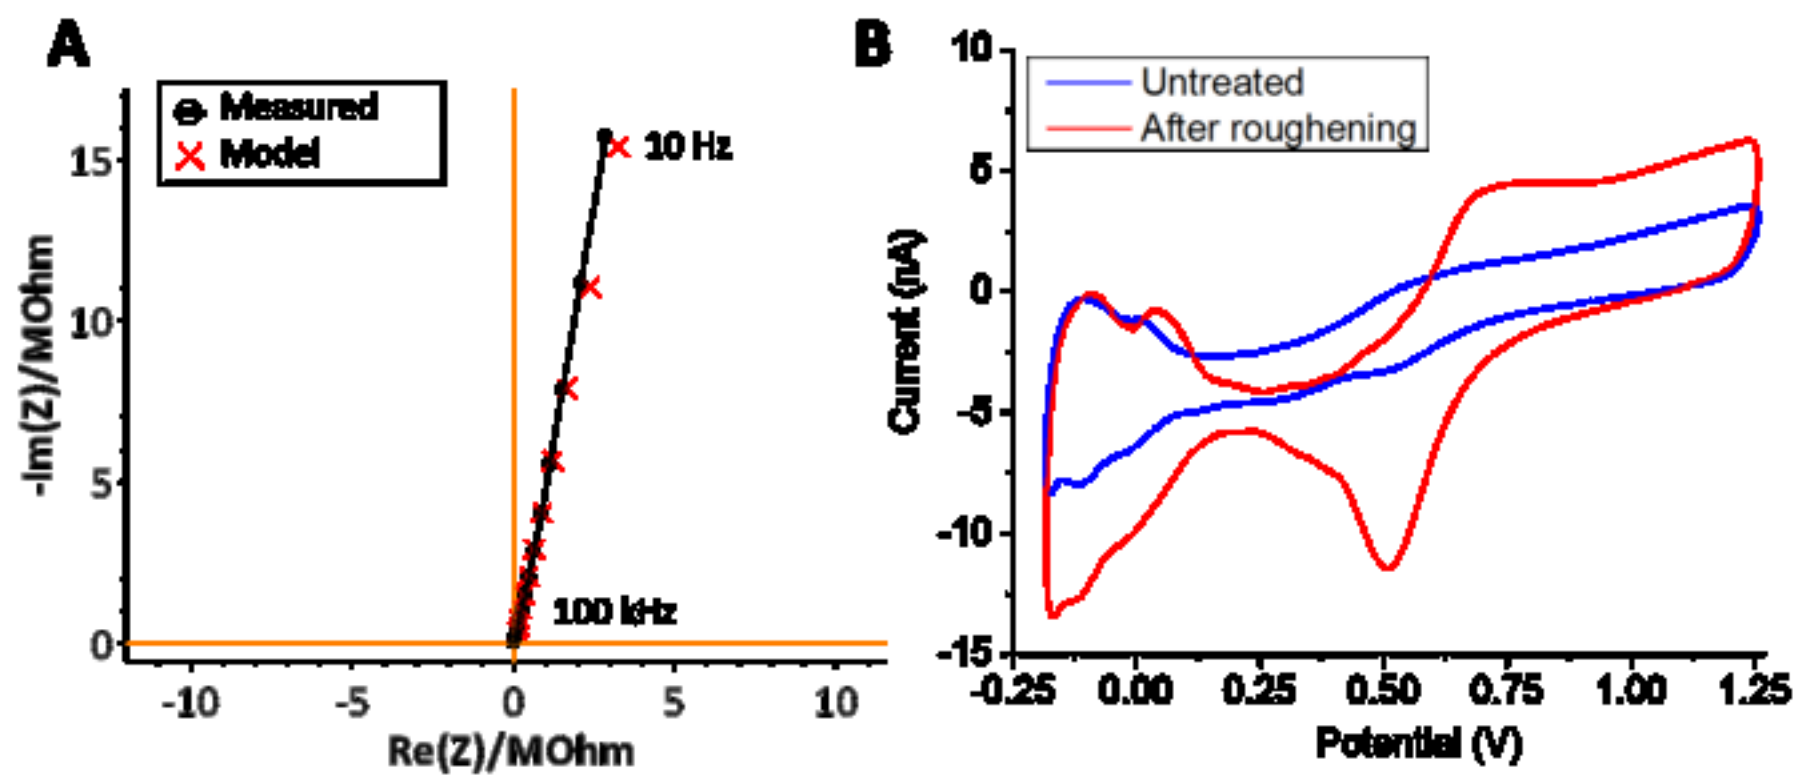 A
Measured
Model
10 Hz
100 kHz
15
10
5
0
-Im(Z)/MOhm
-10
-5
0
5
10
Re(Z)/MOhm
B
Untreated
After roughening
10
5
0
-5
-10
-15
Current (nA)
-0.25
0.00
0.25
0.50
0.75
1.00
1.25
Potential (V)